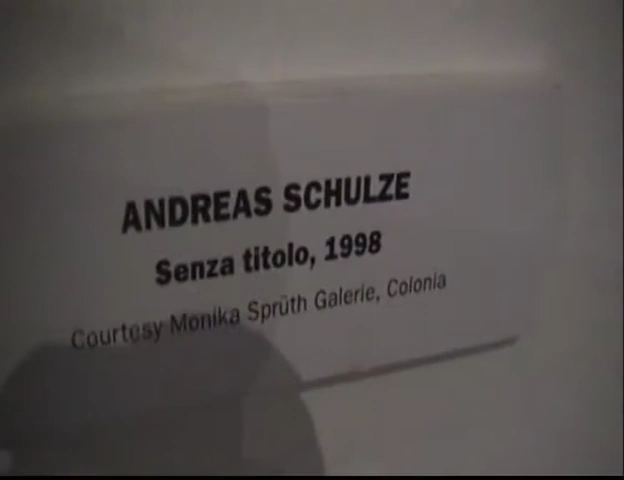 ANDREAS SCHULZE
Senza titolo, 1998
Courtesy Monika Sprüth Galerie, Colonia